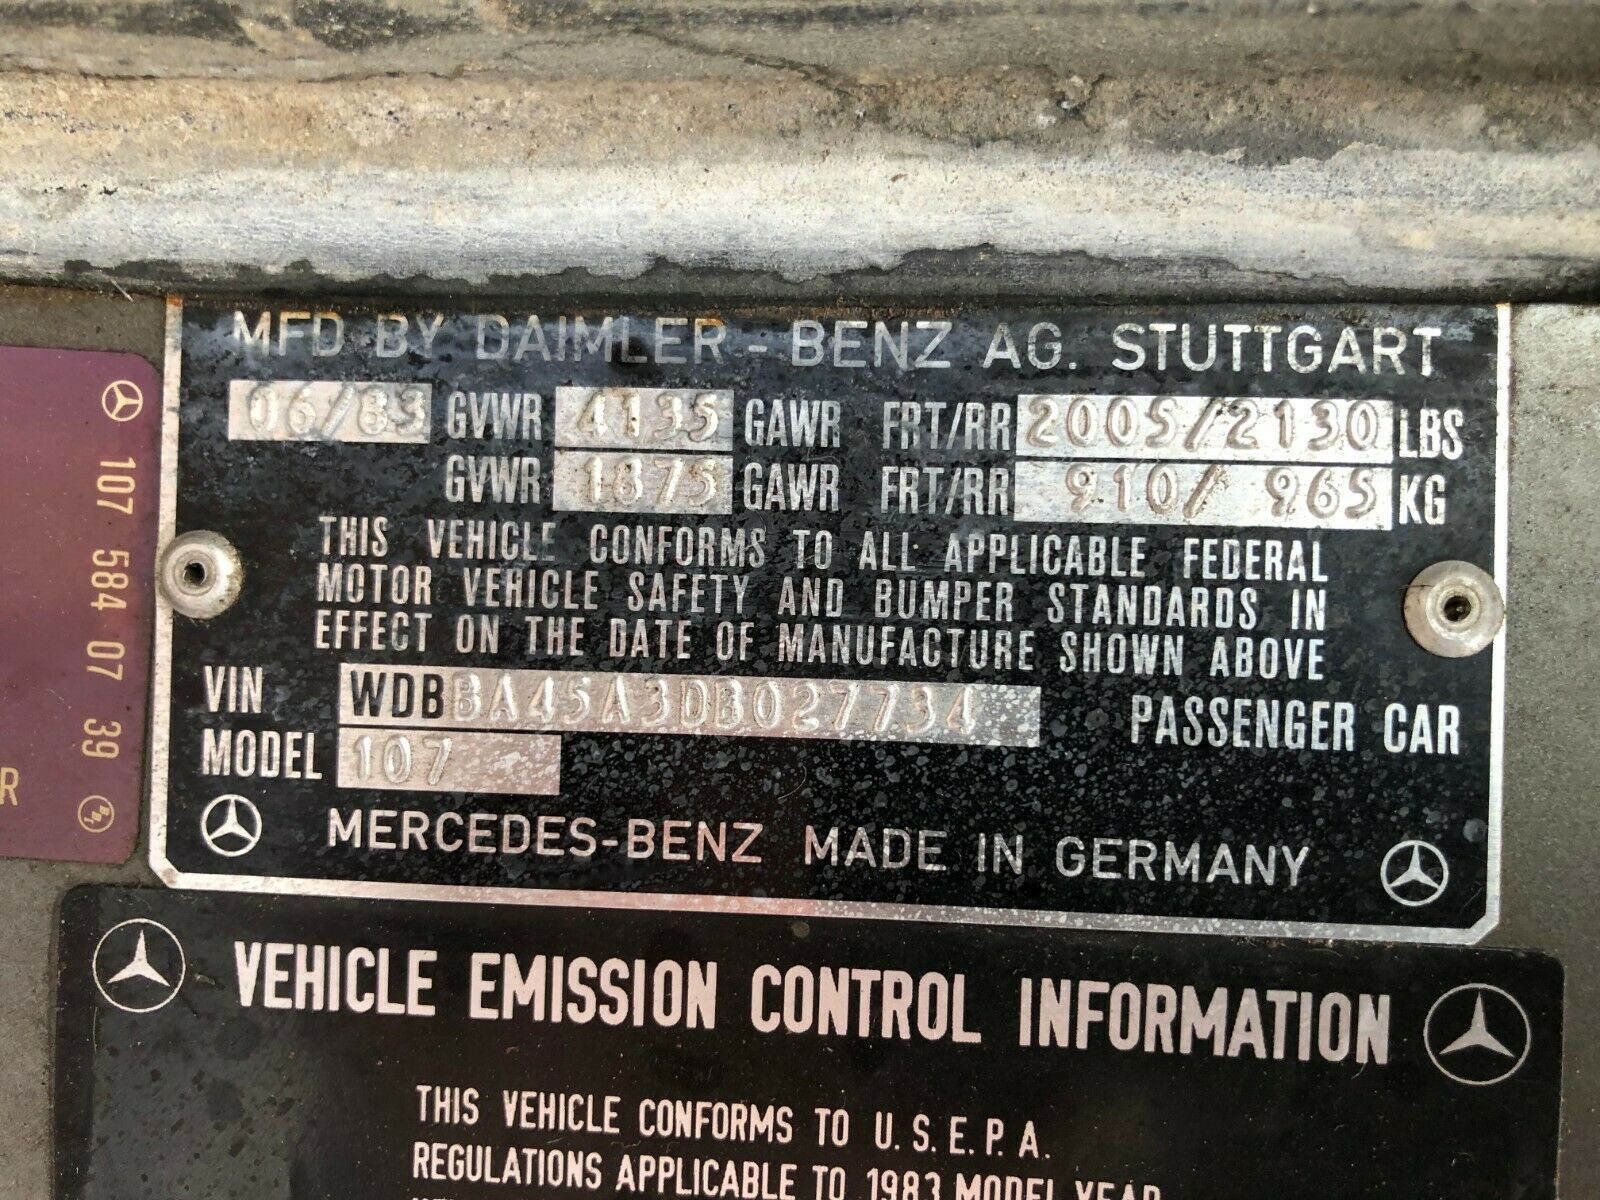 MFD BY DAIMLER - BENZ AG. STUTTGART
06/83 GVWR 4135 GAWR FRT/RR 2005/2130 LBS
GVWR 1875 GAWR FRT/RR 910/ 965 KG
THIS VEHICLE CONFORMS TO ALL APPLICABLE FEDERAL
MOTOR VEHICLE SAFETY AND BUMPER STANDARDS IN
EFFECT ON THE DATE OF MANUFACTURE SHOWN ABOVE
VIN WDBBA45A3DB027734 PASSENGER CAR
MODEL 107
MERCEDES-BENZ MADE IN GERMANY
107 584 07 39
R
VEHICLE EMISSION CONTROL INFORMATION
THIS VEHICLE CONFORMS TO U.S.E.P.A.
REGULATIONS APPLICABLE TO 1983 MODEL YEAR